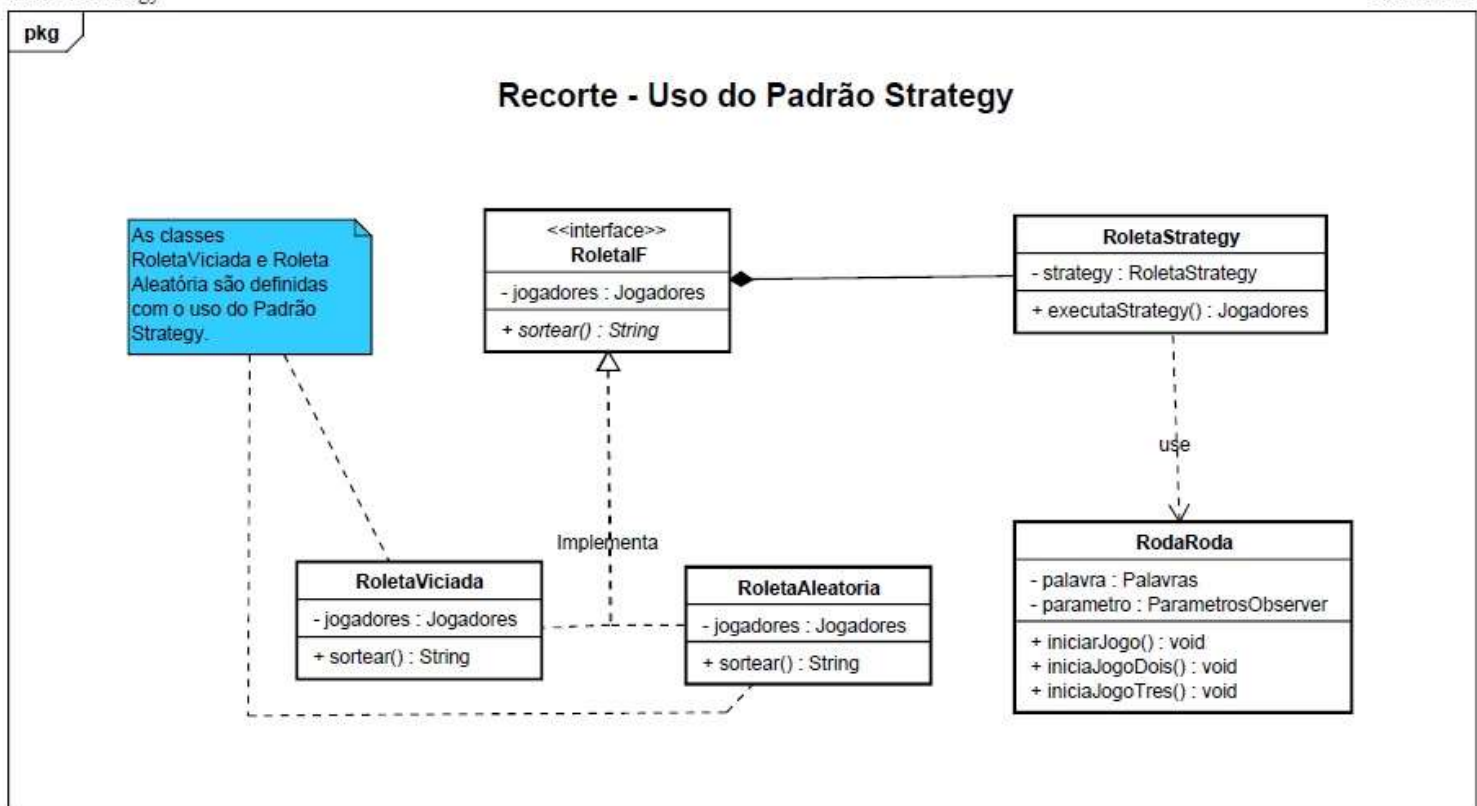 pkg
Recorte - Uso do Padrão Strategy
As classes
RoletaViciada e Roleta
Aleatória são definidas
com o uso do Padrão
Strategy.
<<interface>>
RoletaIF
- jogadores : Jogadores
+ sortear() : String
RoletaStrategy
- strategy : RoletaStrategy
+ executaStrategy() : Jogadores
use
Implementa
RoletaViciada
- jogadores : Jogadores
+ sortear() : String
RoletaAleatoria
- jogadores : Jogadores
+ sortear() : String
RodaRoda
- palavra : Palavras
- parametro : ParametrosObserver
+ iniciarJogo() : void
+ iniciaJogoDois() : void
+ iniciaJogoTres() : void